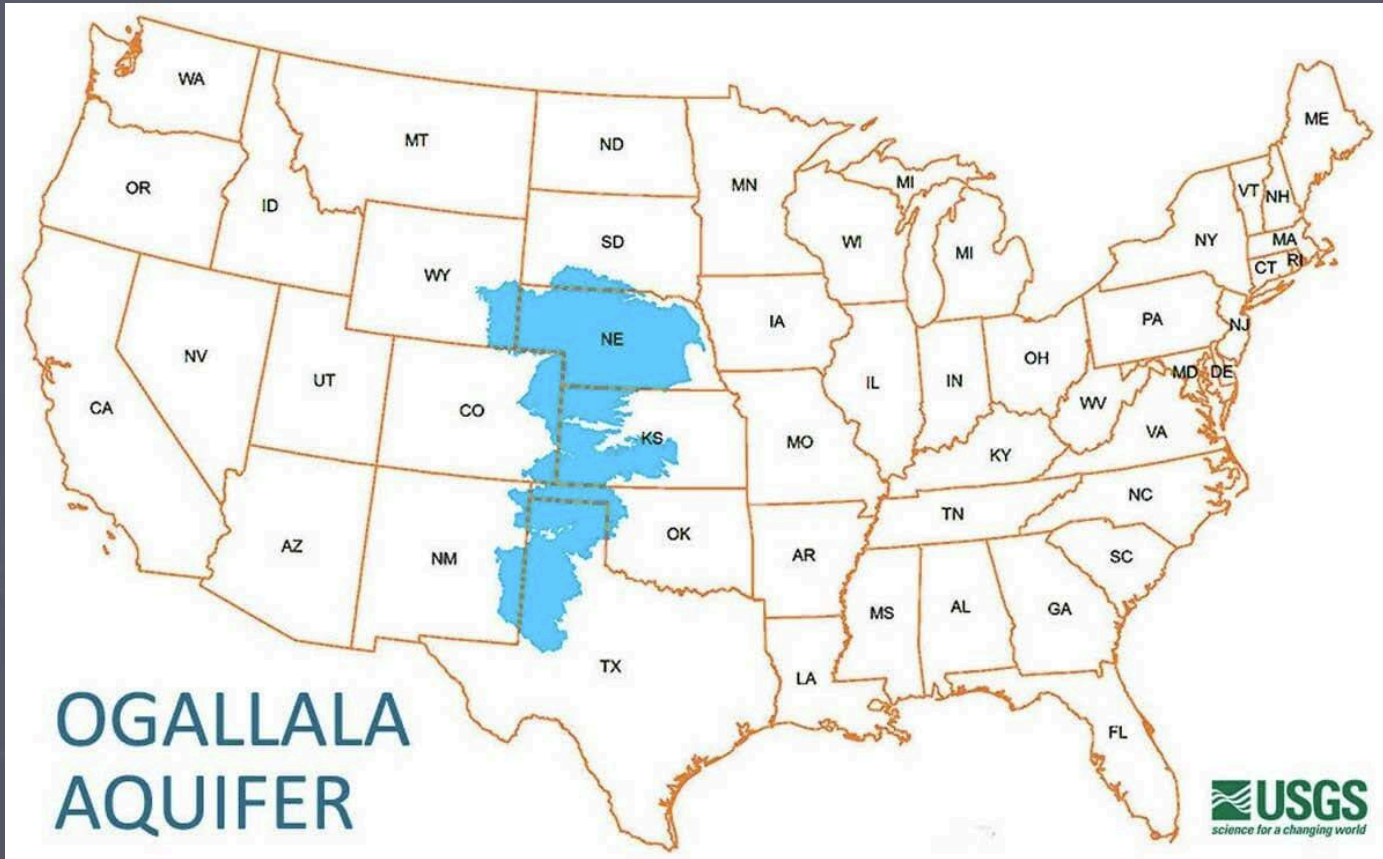 WA
MT
ND
MN
ME
OR
ID
SD
WI
MI
MI
VT
NH
NY
MA
CT
RI
WY
IA
PA
NJ
NV
UT
NE
IL
IN
OH
MD
DE
CA
CO
KS
MO
WV
VA
KY
NC
TN
AZ
NM
OK
AR
SC
MS
AL
GA
TX
LA
FL
OGALLALA
AQUIFER
USGS
science for a changing world